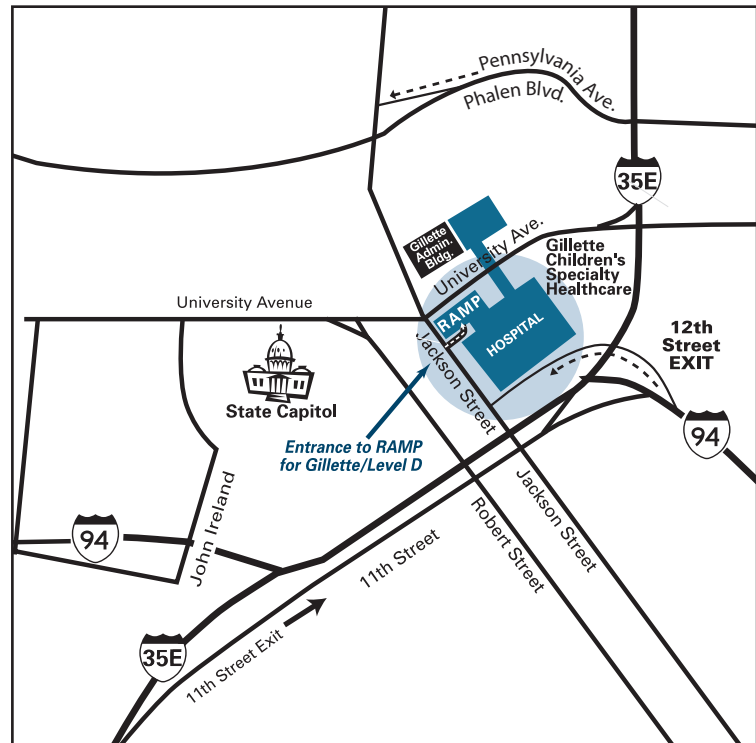 Pennsylvania Ave.
Phalen Blvd.
35E
Gillette
Admin.
Bldg.
University Ave.
Gillette
Children's
Specialty
Healthcare
University Avenue
RAMP
HOSPITAL
12th
Street
EXIT
Jackson Street
State Capitol
94
Entrance to RAMP
for Gillette/Level D
Jackson Street
Robert Street
94
John Ireland
11th Street
35E
11th Street Exit